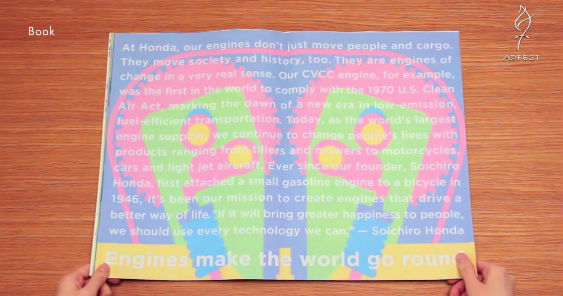 Book
AFFECT
At Honda, our engines don't just move people and cargo.
They move society and history, too. They are engines of
change in a very real sense. Our CVCC engine, for example,
was the first in the world to comply with the 1970 U.S. Clean
Air Act, marking the dawn of a new era in low-emission,
fuel-efficient transportation. Today, as the world's largest
engine supplier, we continue to change people's lives with
products ranging from tillers and mowers to motorcycles,
cars and light jet aircraft. Ever since our founder, Soichiro
Honda, first attached a small gasoline engine to a bicycle in
1946, it's been our mission to create engines that drive a
better way of life. "If it will bring greater happiness to people,
we should use every technology we can." — Soichiro Honda
Engines make the world go round